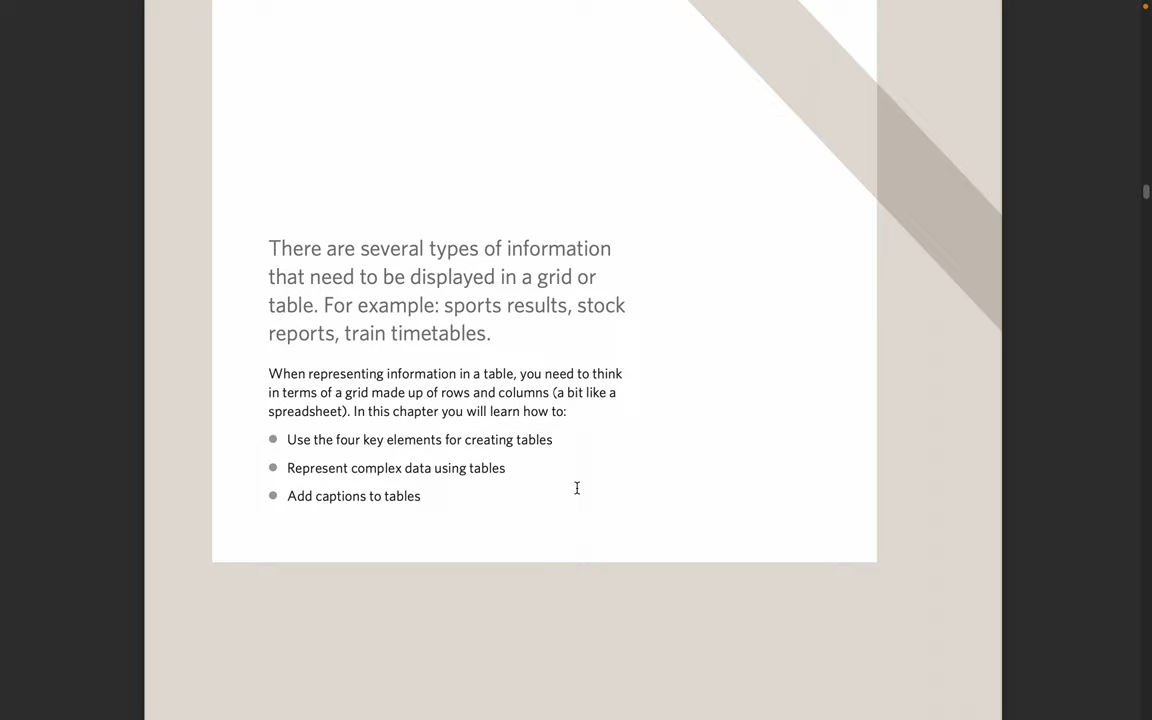 There are several types of information
that need to be displayed in a grid or
table. For example: sports results, stock
reports, train timetables.
When representing information in a table, you need to think
in terms of a grid made up of rows and columns (a bit like a
spreadsheet). In this chapter you will learn how to:
Use the four key elements for creating tables
Represent complex data using tables
Add captions to tables